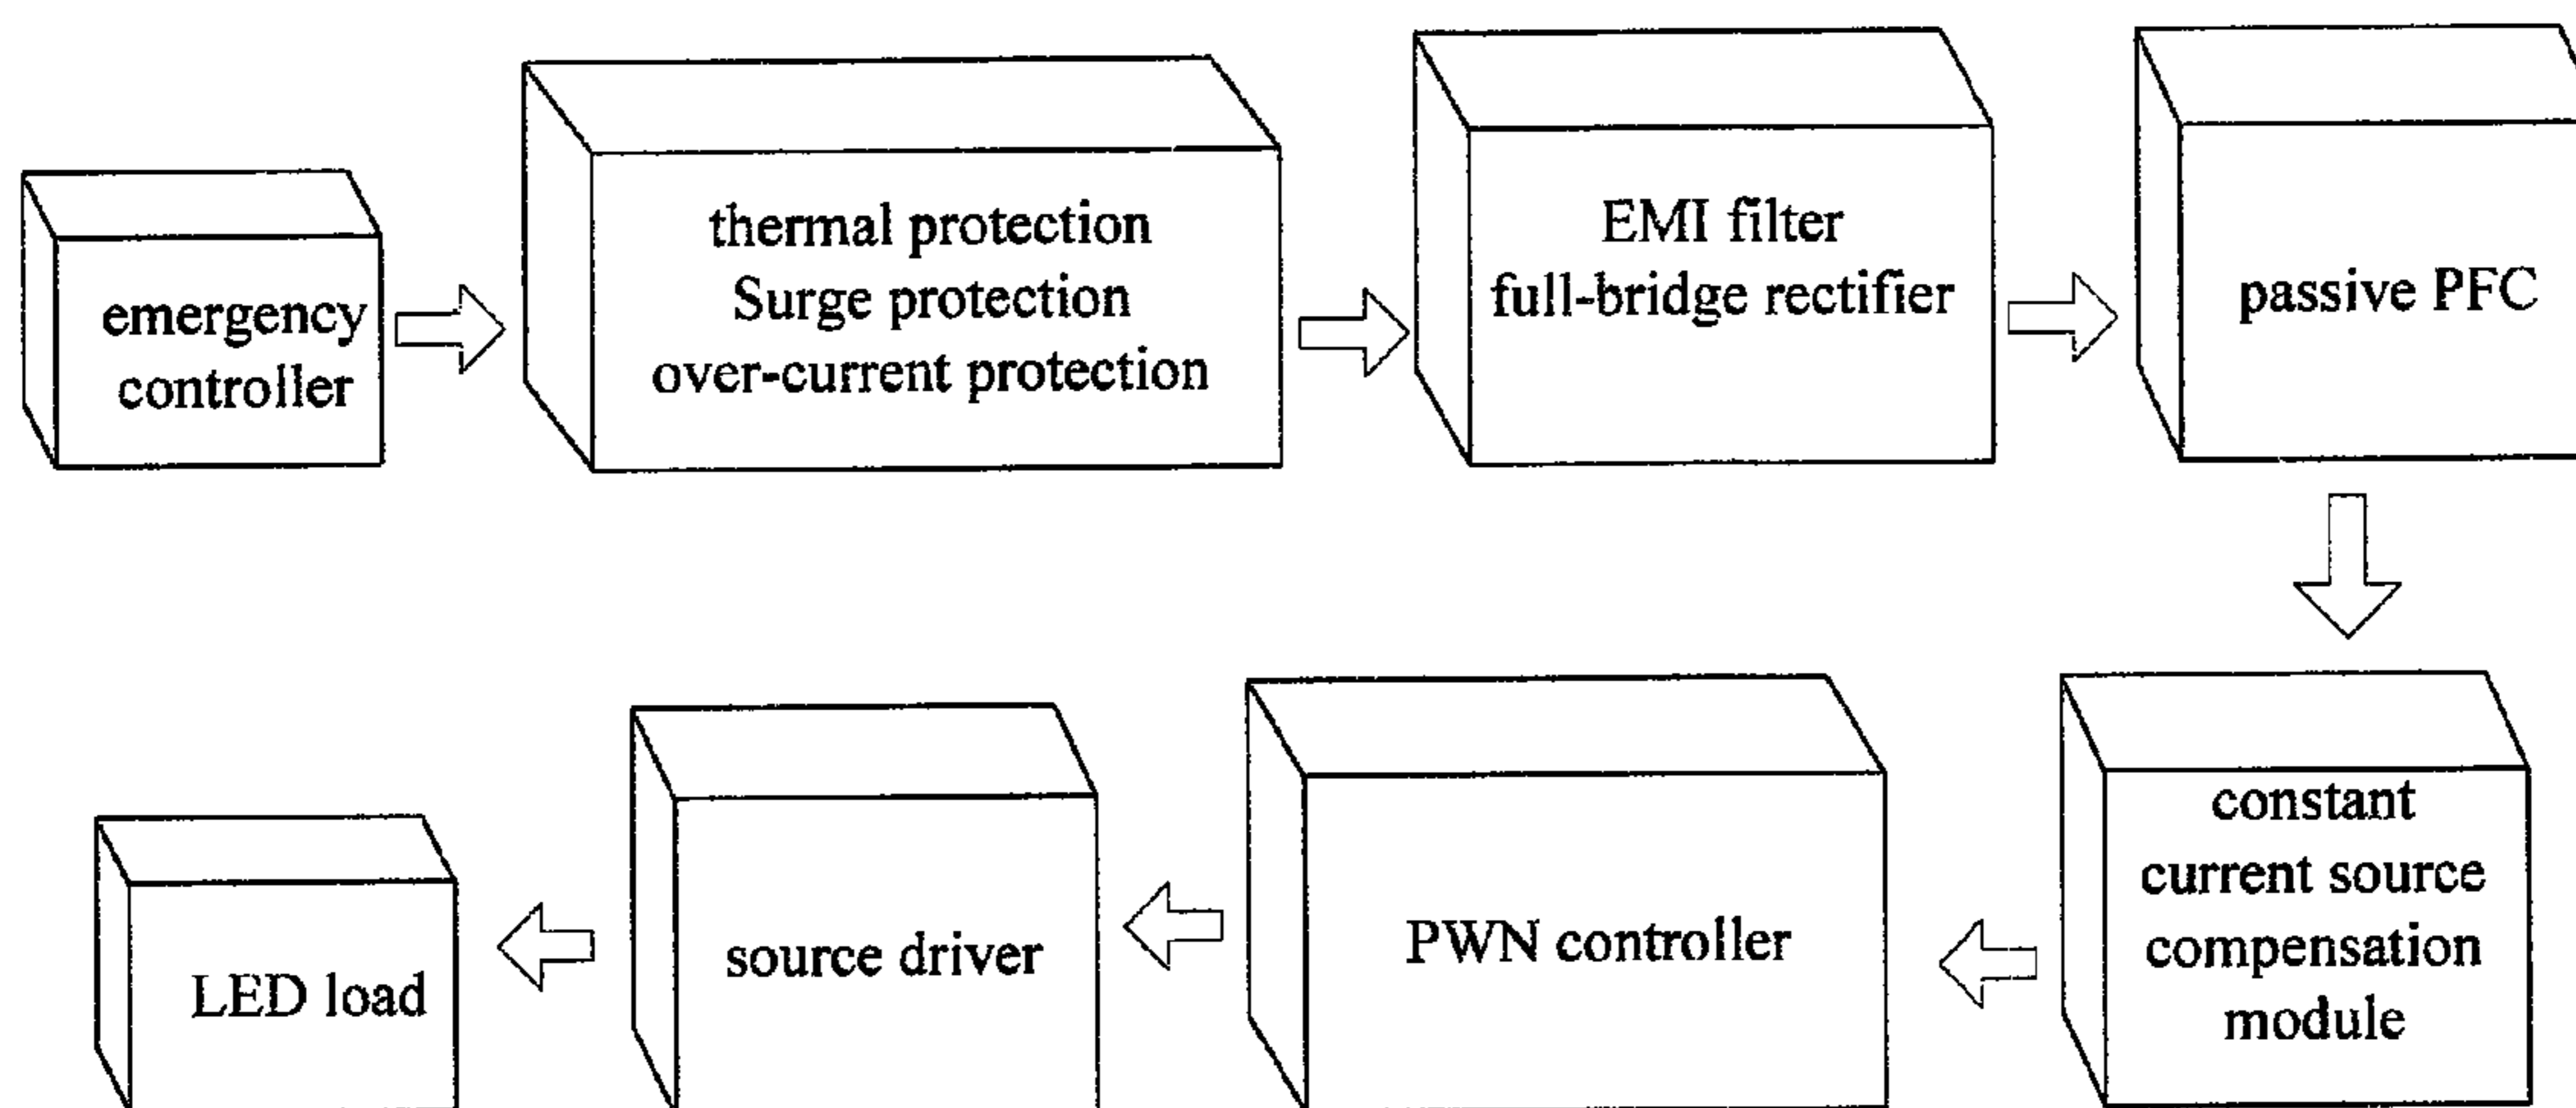 emergency
controller
thermal protection
Surge protection
over-current protection
EMI filter
full-bridge rectifier
passive PFC
constant
current source
compensation
module
PWN controller
source driver
LED load